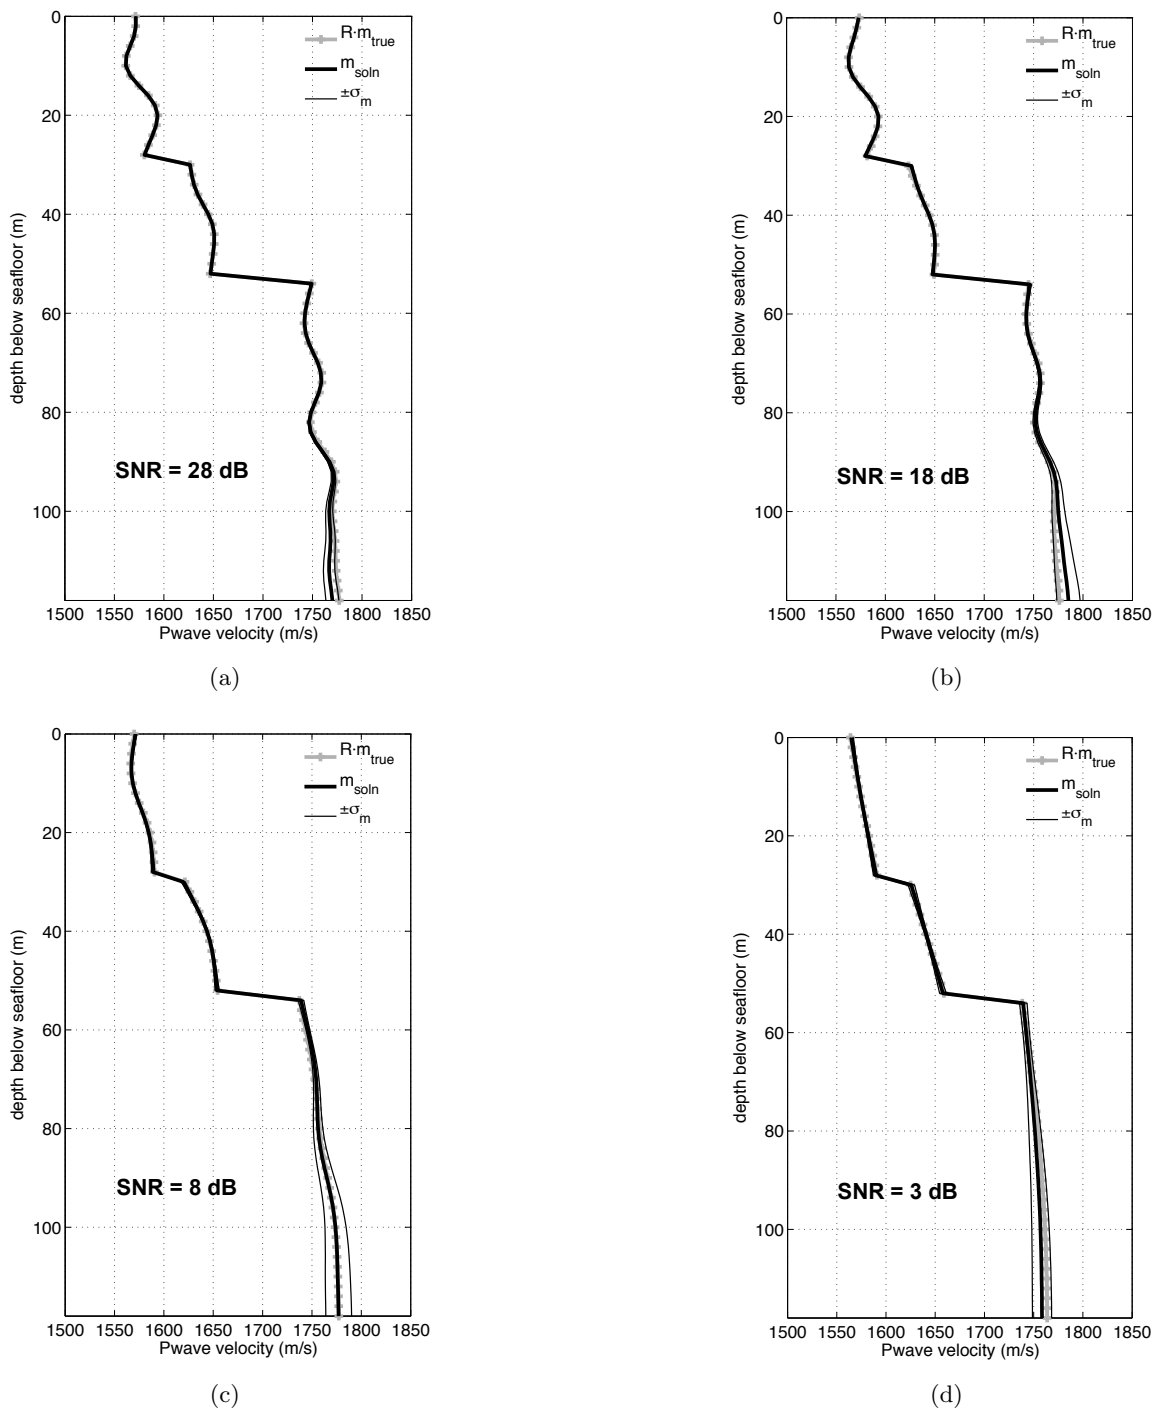 0
20
40
60
80
100
depth below seafloor (m)
R·m_true
m_soln
±σ_m
SNR = 28 dB
1500 1550 1600 1650 1700 1750 1800 1850
Pwave velocity (m/s)
(a)
0
20
40
60
80
100
depth below seafloor (m)
R·m_true
m_soln
±σ_m
SNR = 18 dB
1500 1550 1600 1650 1700 1750 1800 1850
Pwave velocity (m/s)
(b)
0
20
40
60
80
100
depth below seafloor (m)
R·m_true
m_soln
±σ_m
SNR = 8 dB
1500 1550 1600 1650 1700 1750 1800 1850
Pwave velocity (m/s)
(c)
0
20
40
60
80
100
depth below seafloor (m)
R·m_true
m_soln
±σ_m
SNR = 3 dB
1500 1550 1600 1650 1700 1750 1800 1850
Pwave velocity (m/s)
(d)